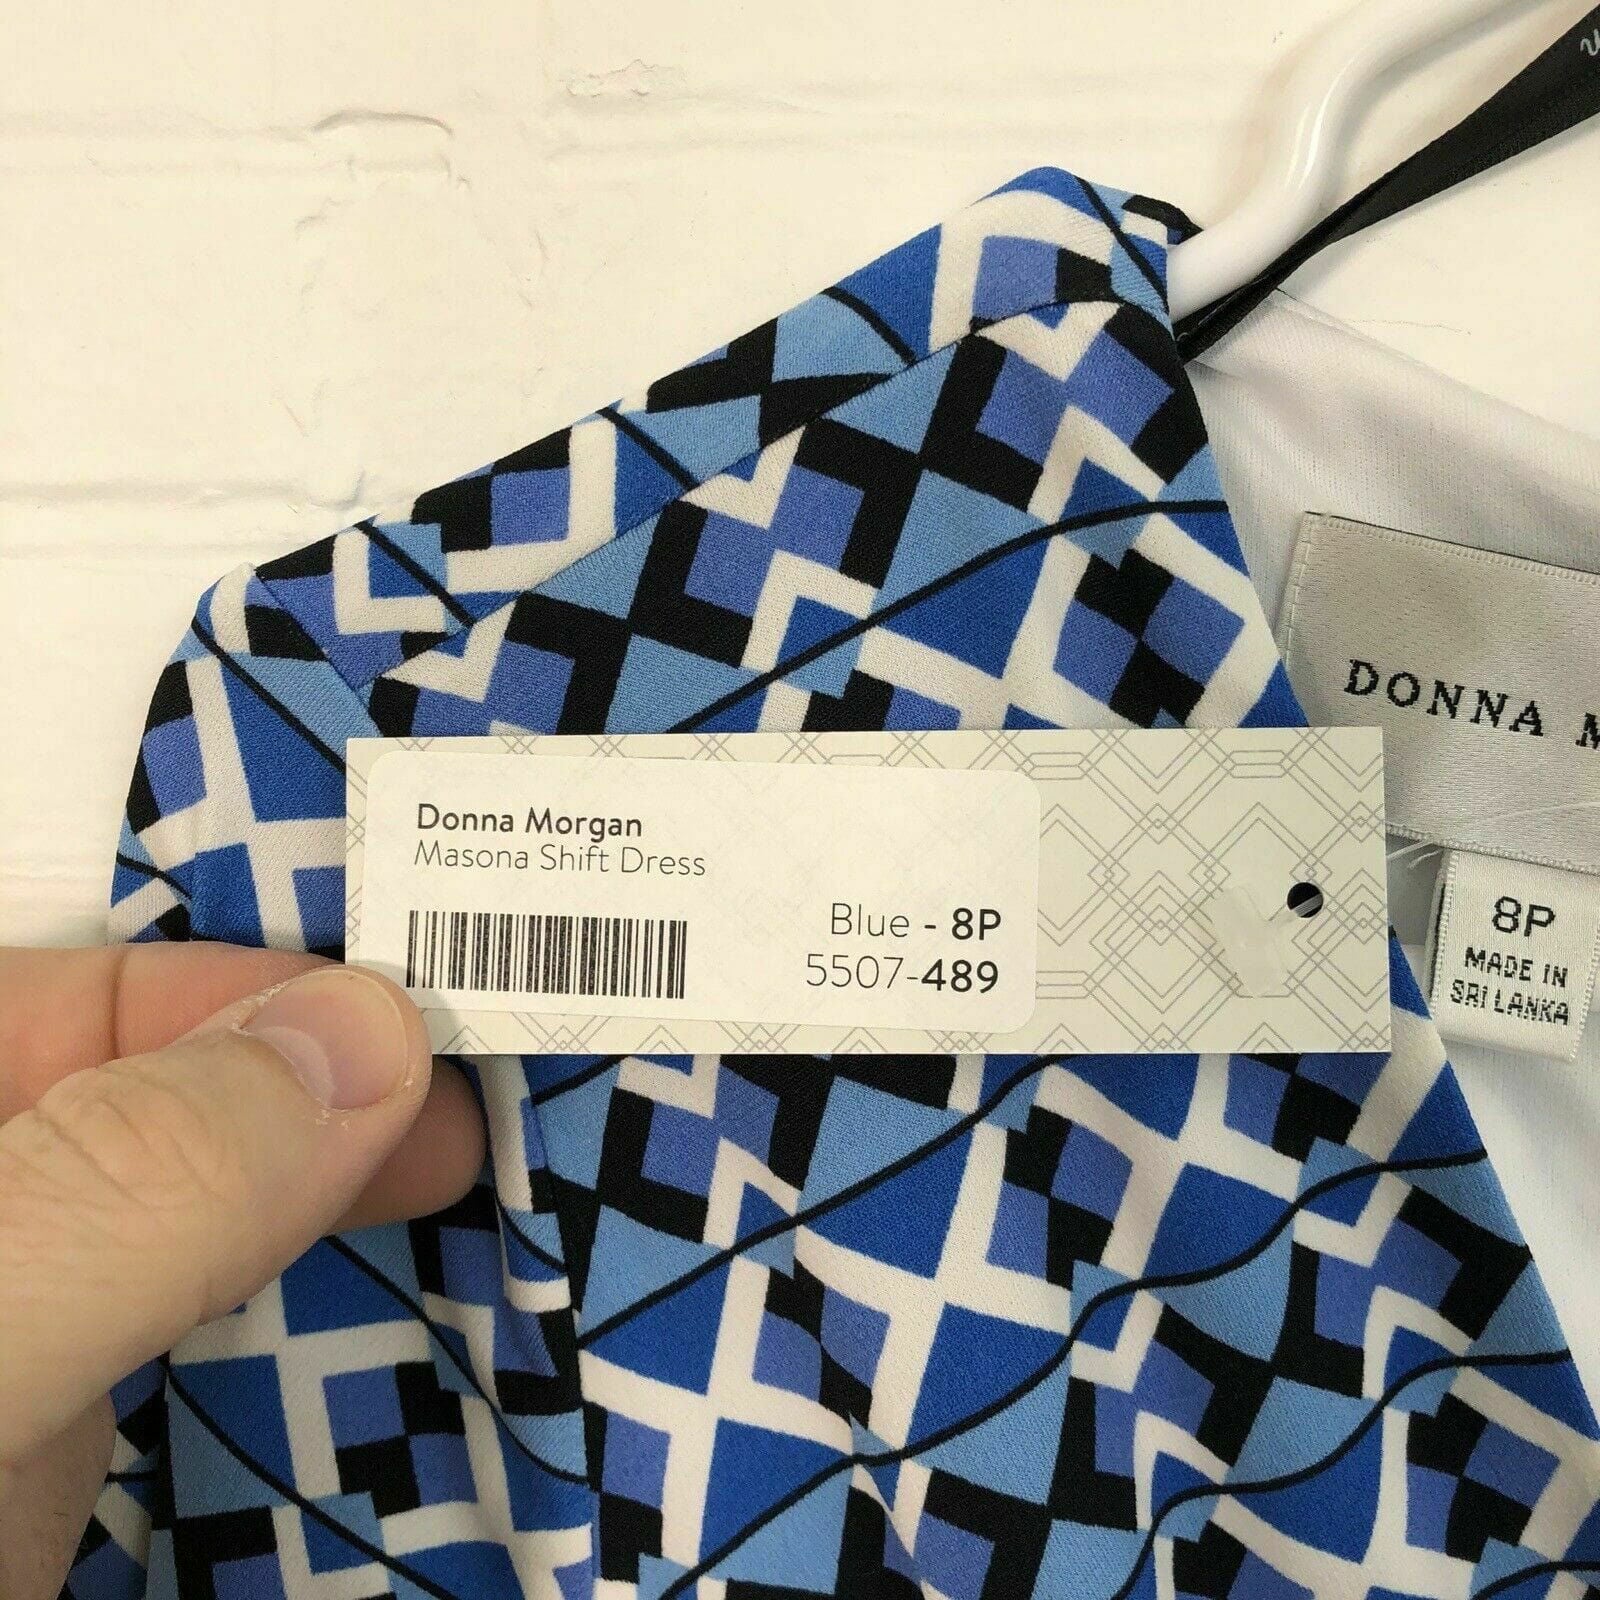 Donna Morgan
Masona Shift Dress
Blue - 8P
5507-489
DONNA
8P
MADE IN
SRI LANKA